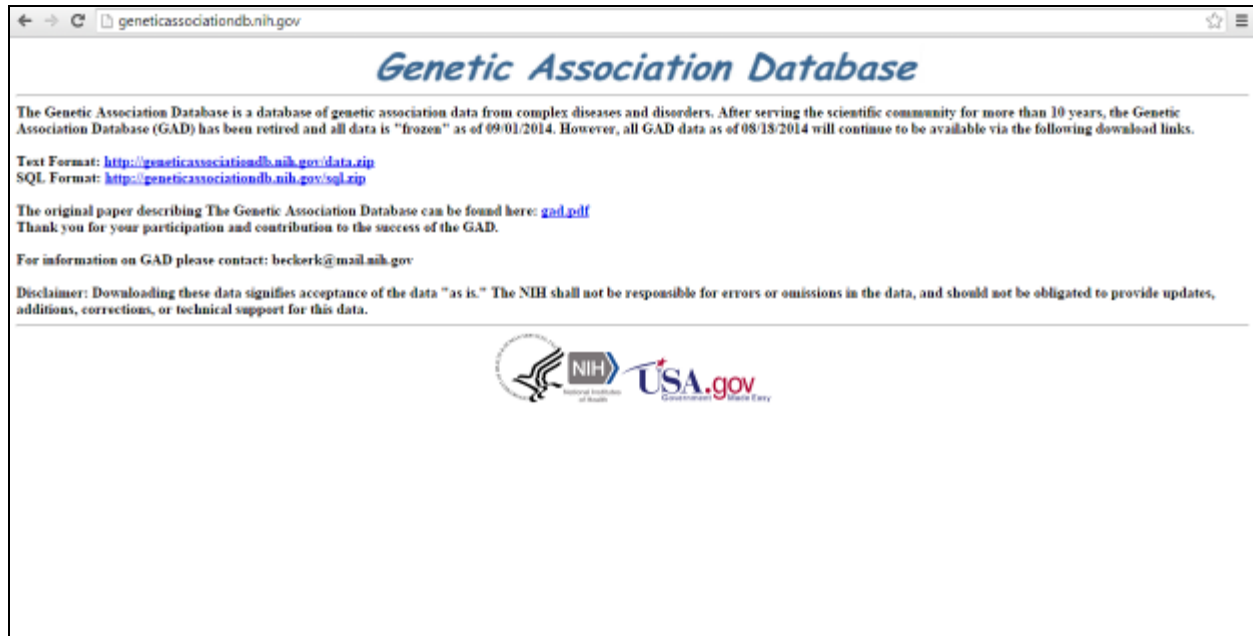 geneticassociationdb.nih.gov
Genetic Association Database
The Genetic Association Database is a database of genetic association data from complex diseases and disorders. After serving the scientific community for more than 10 years, the Genetic
Association Database (GAD) has been retired and all data is "frozen" as of 09/01/2014. However, all GAD data as of 08/18/2014 will continue to be available via the following download links.
Text Format: http://geneticassociationdb.nih.gov/data.zip
SQL Format: http://geneticassociationdb.nih.gov/sql.zip
The original paper describing The Genetic Association Database can be found here: gad.pdf
Thank you for your participation and contribution to the success of the GAD.
For information on GAD please contact: beckerk@mail.nih.gov
Disclaimer: Downloading these data signifies acceptance of the data "as is." The NIH shall not be responsible for errors or omissions in the data, and should not be obligated to provide updates,
additions, corrections, or technical support for this data.
NIH
National Institutes
of Health
USA.gov
Government Made Easy